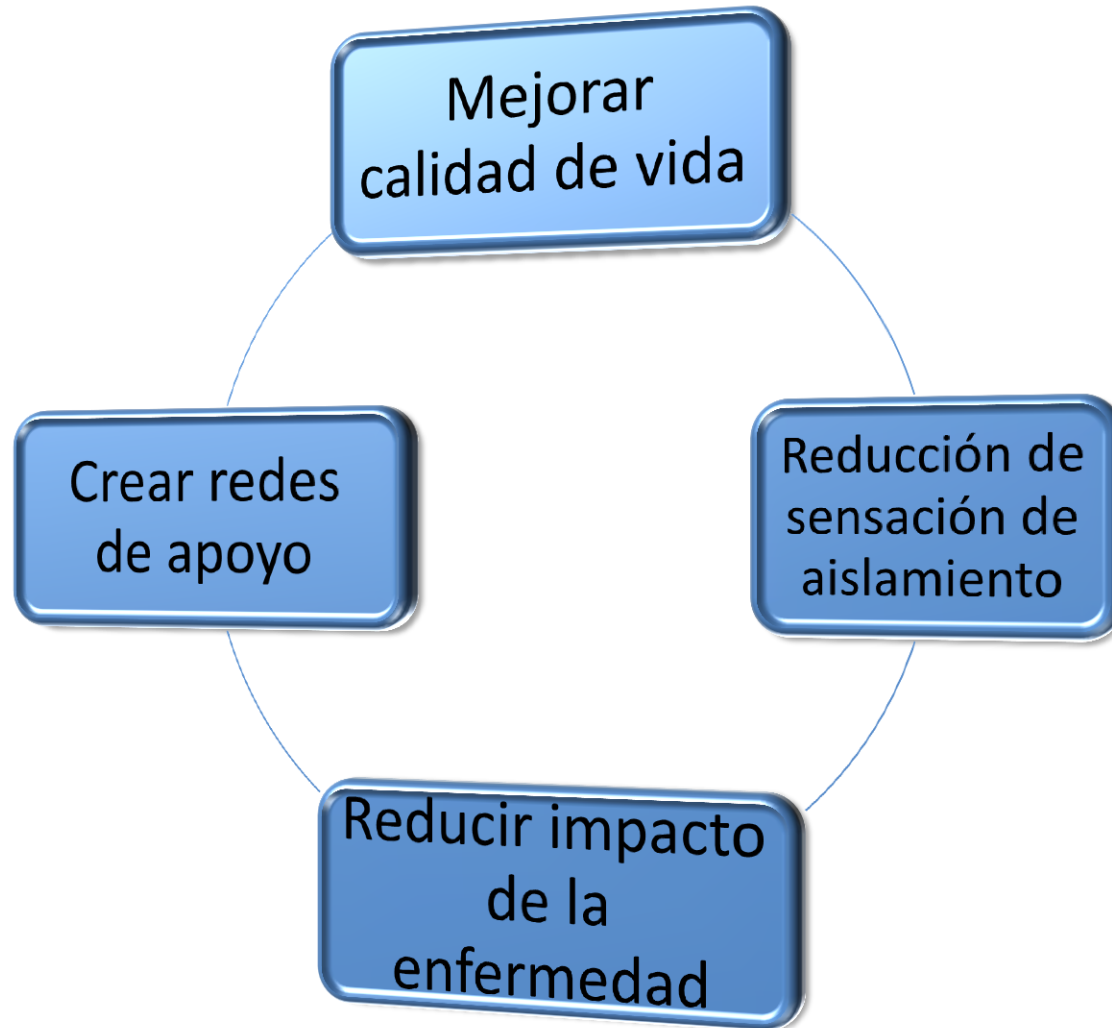 Mejorar
calidad de vida
Crear redes
de apoyo
Reducción de
sensación de
aislamiento
Reducir impacto
de la
enfermedad